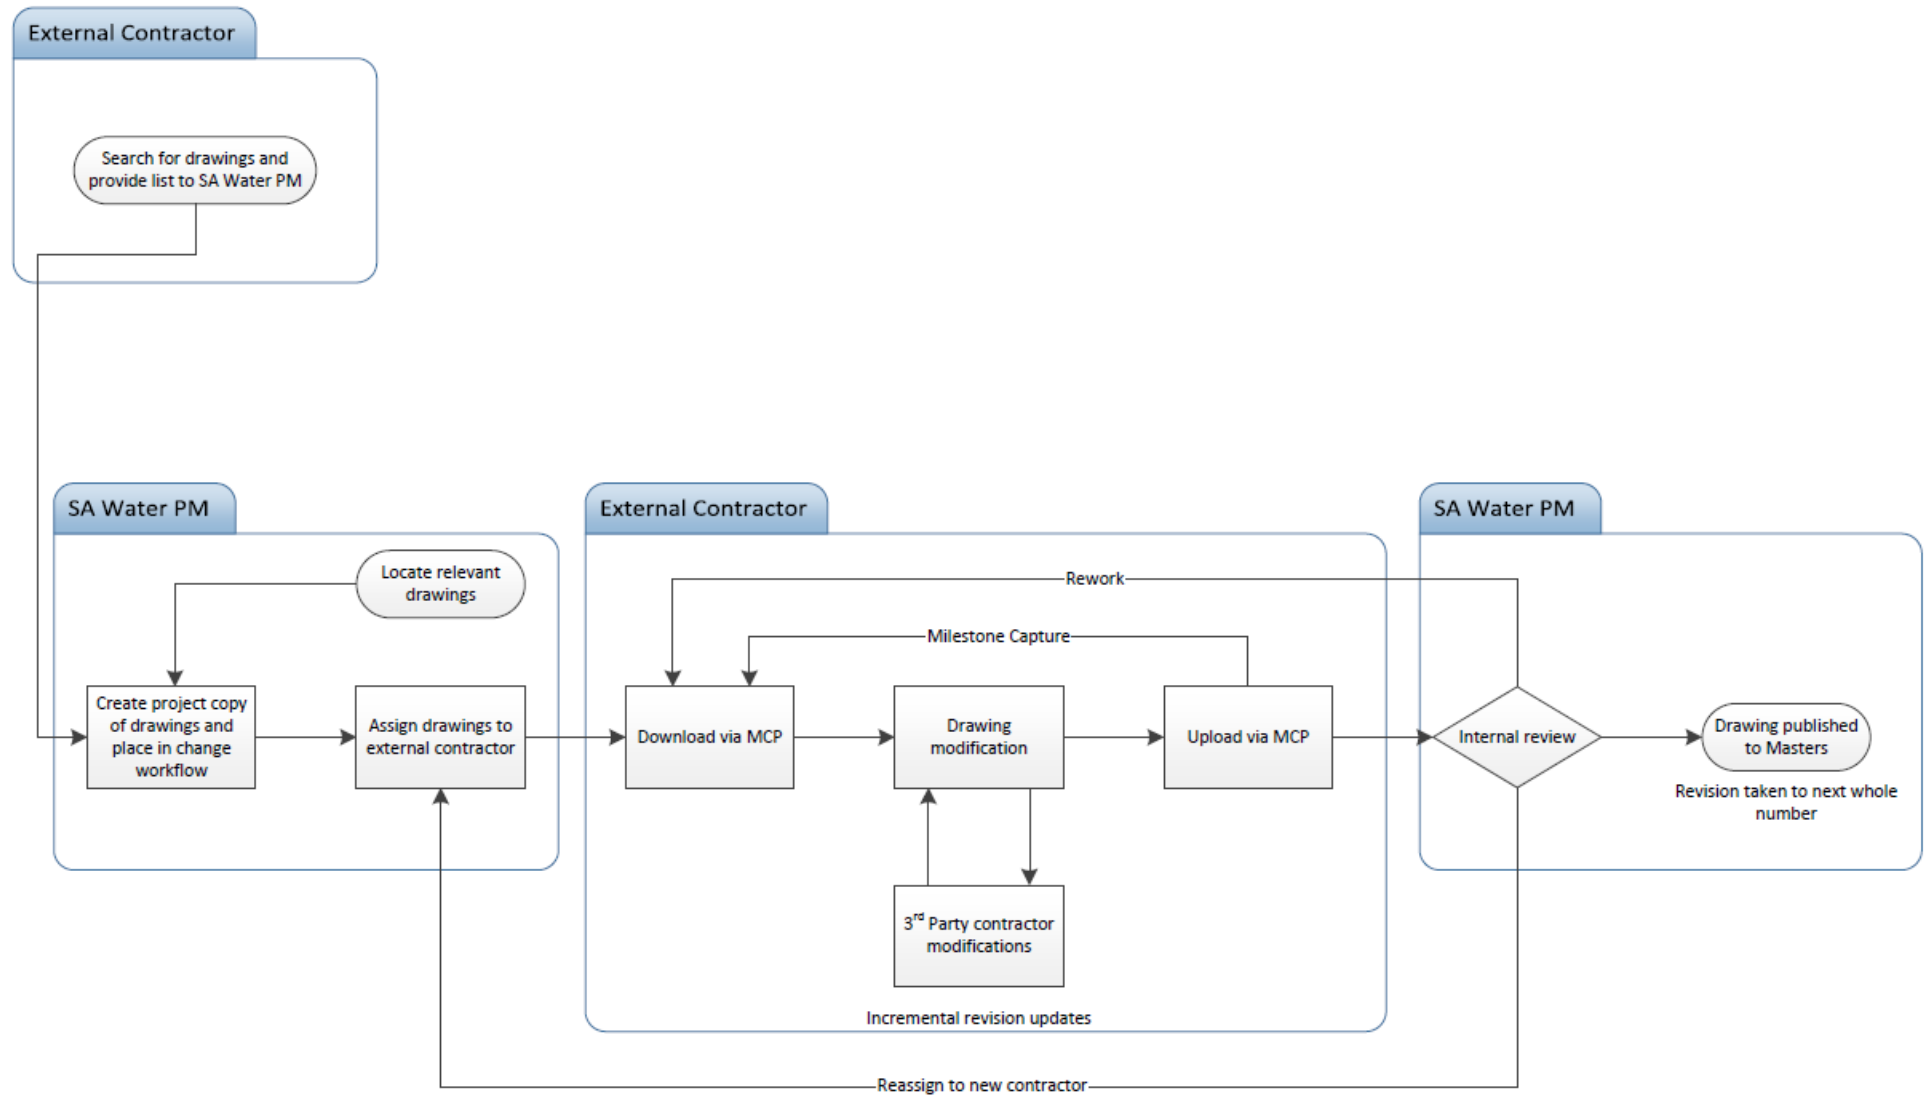 External Contractor
Search for drawings and
provide list to SA Water PM
SA Water PM
Locate relevant
drawings
Create project copy
of drawings and
place in change
workflow
Assign drawings to
external contractor
External Contractor
Rework
Milestone Capture
Download via MCP
Drawing
modification
Upload via MCP
3rd Party contractor
modifications
Incremental revision updates
SA Water PM
Internal review
Drawing published
to Masters
Revision taken to next whole
number
Reassign to new contractor